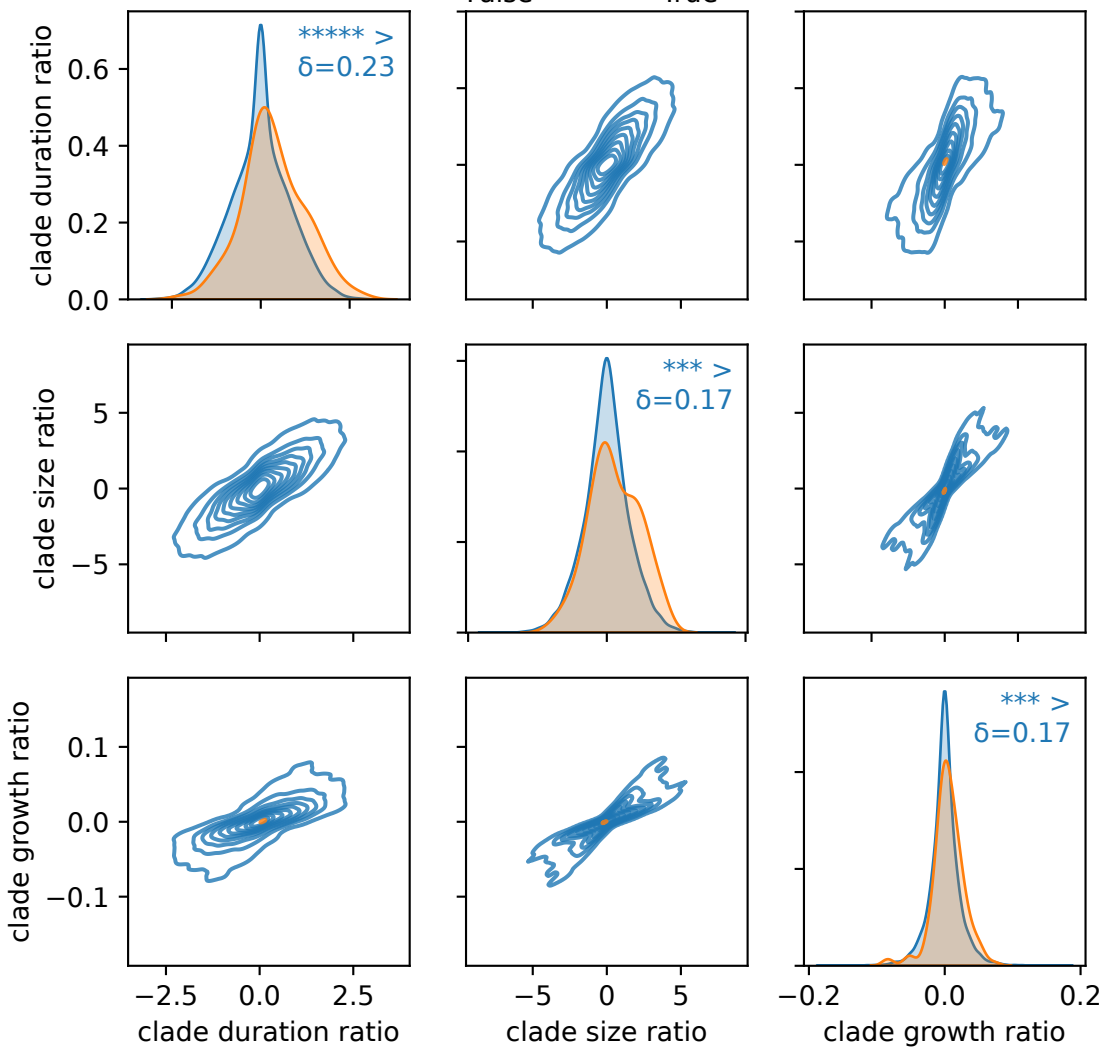 True
clade duration ratio
0.6
0.4
0.2
0.0
***** >
δ=0.23
clade size ratio
5
0
−5
*** >
δ=0.17
clade growth ratio
0.1
0.0
−0.1
*** >
δ=0.17
−2.5 0.0 2.5
−5 0 5
−0.2 0.0 0.2
clade duration ratio
clade size ratio
clade growth ratio